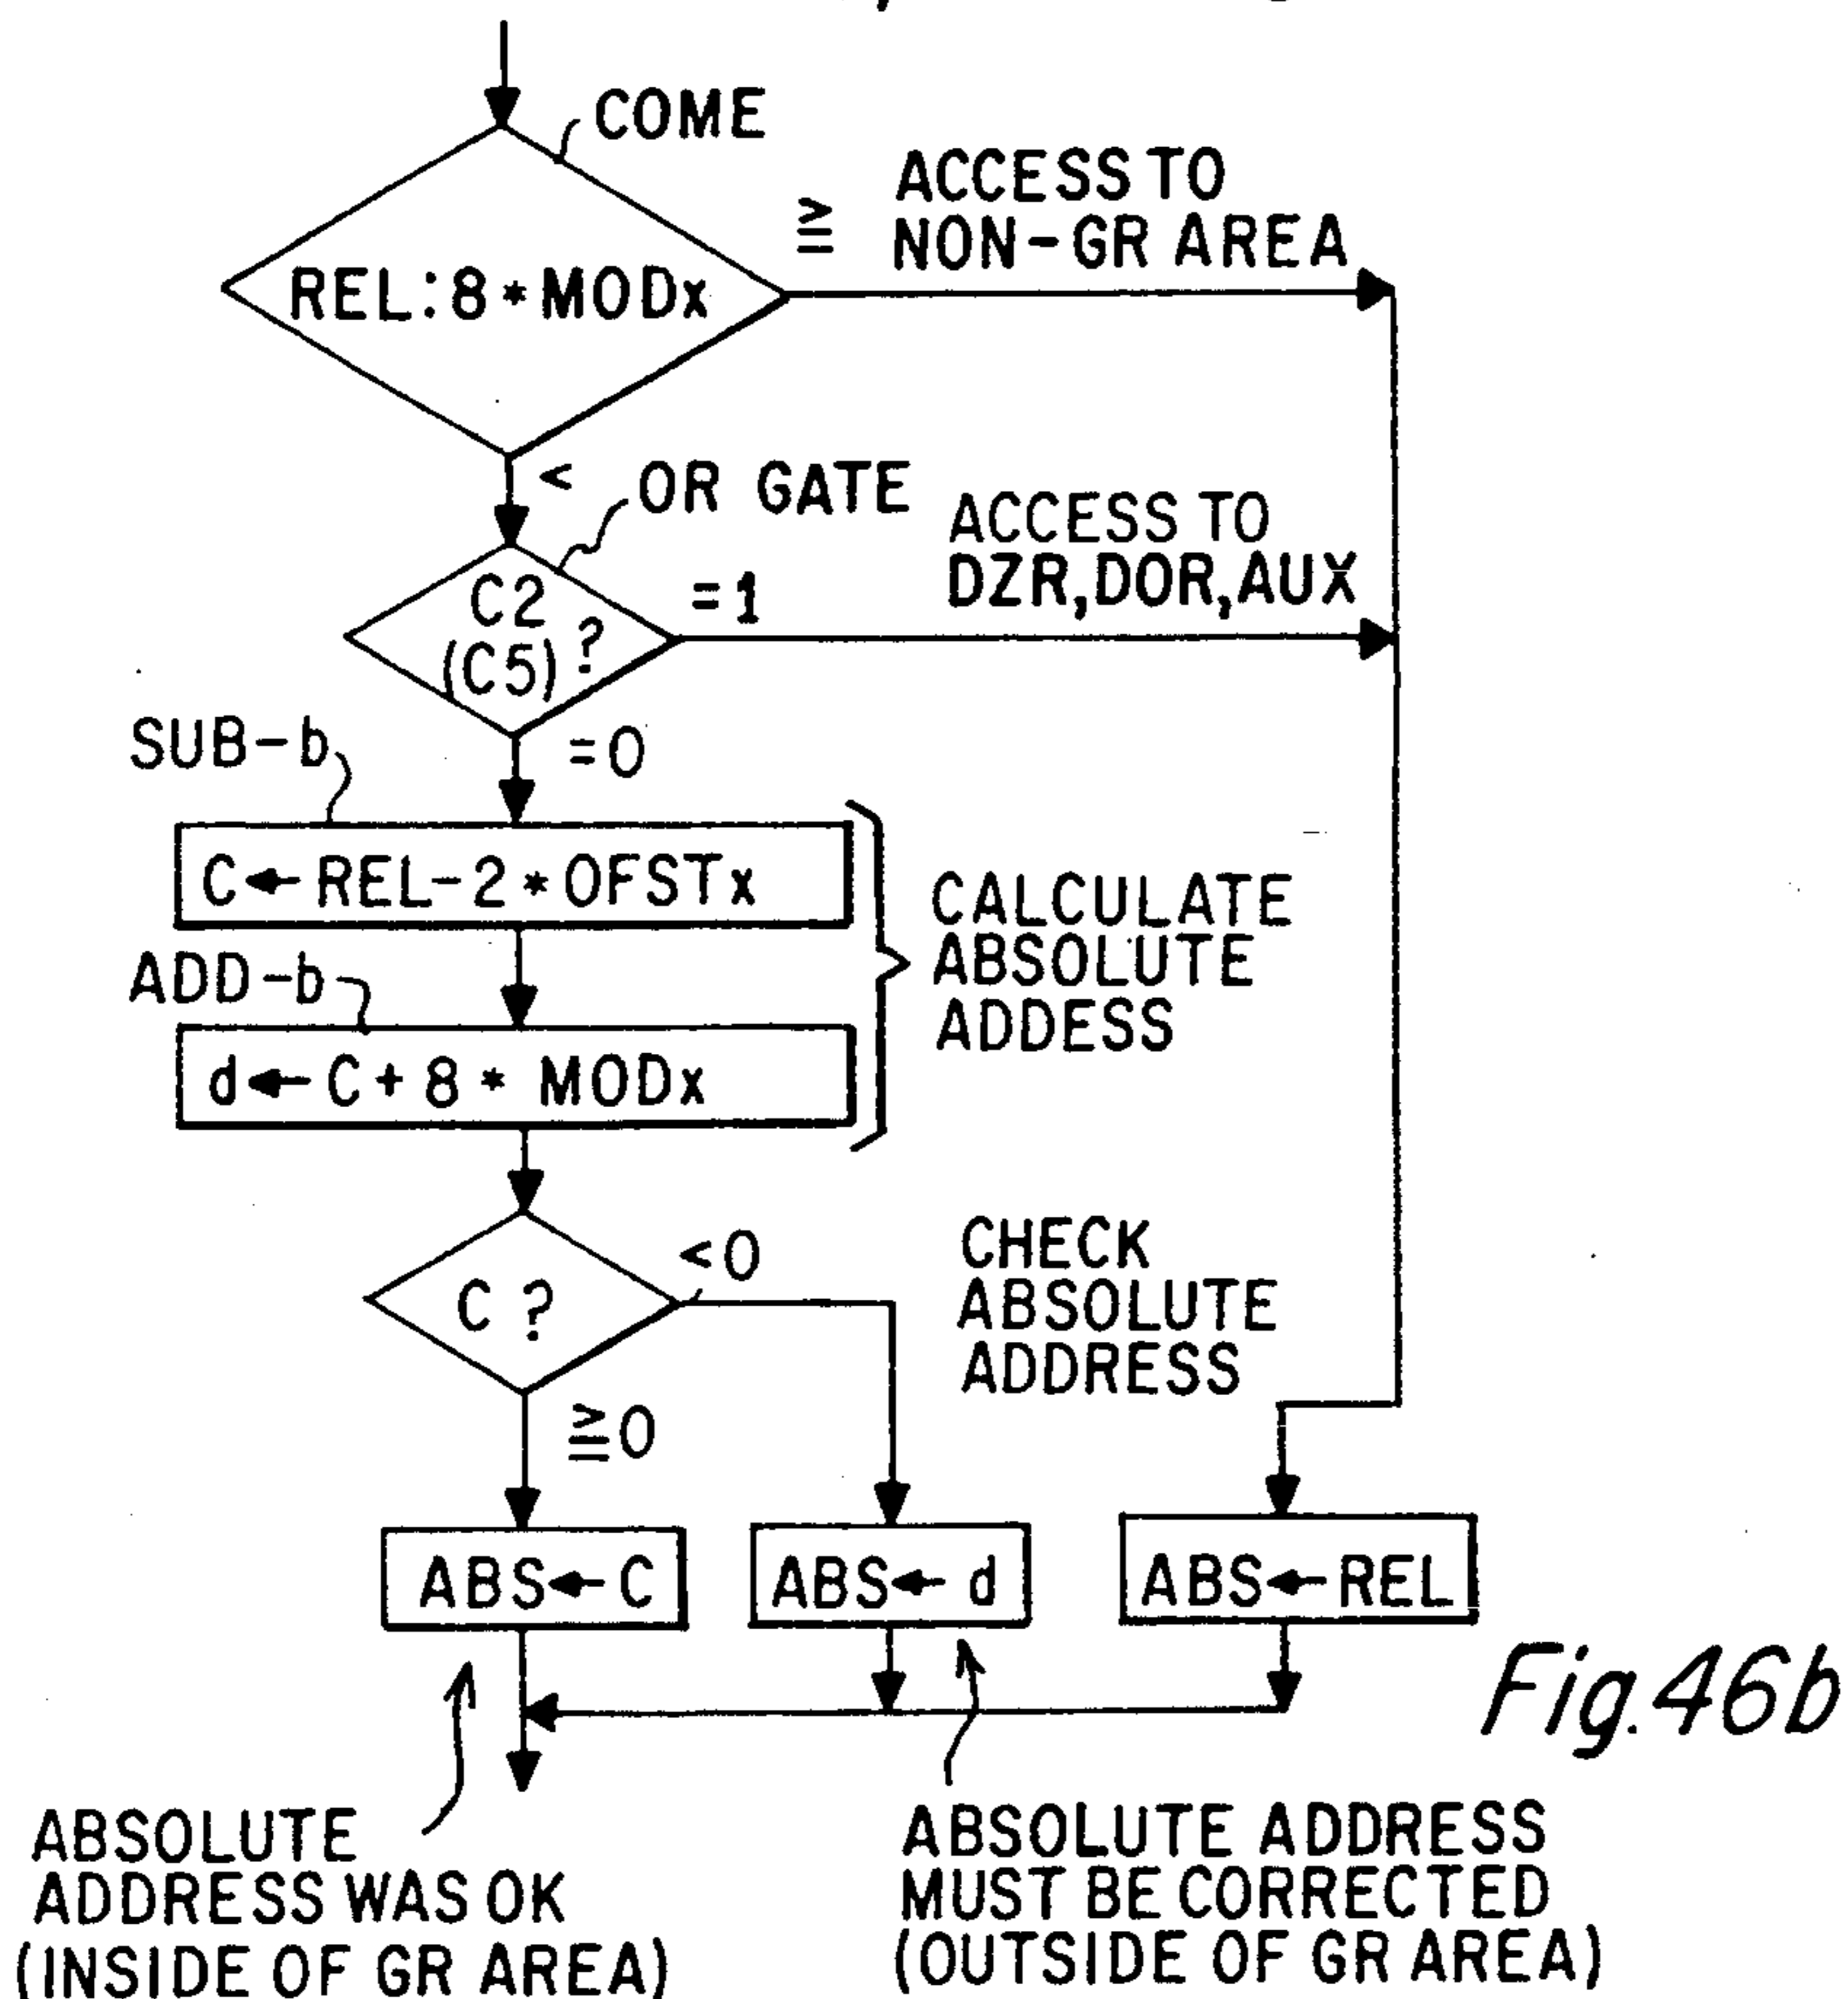 COME
ACCESS TO
≧ NON-GR AREA
REL:8*MODx
< OR GATE
ACCESS TO
DZR,DOR,AUX
C2
(C5)?
=1
SUB-b
=0
C←REL-2*OFSTx
CALCULATE
ABSOLUTE
ADDESS
ADD-b
d←C+8* MODx
<0
CHECK
ABSOLUTE
ADDRESS
C ?
≧0
ABS←C
ABS←d
ABS←REL
Fig.46b
ABSOLUTE
ADDRESS WAS OK
(INSIDE OF GR AREA)
ABSOLUTE ADDRESS
MUST BE CORRECTED
(OUTSIDE OF GR AREA)